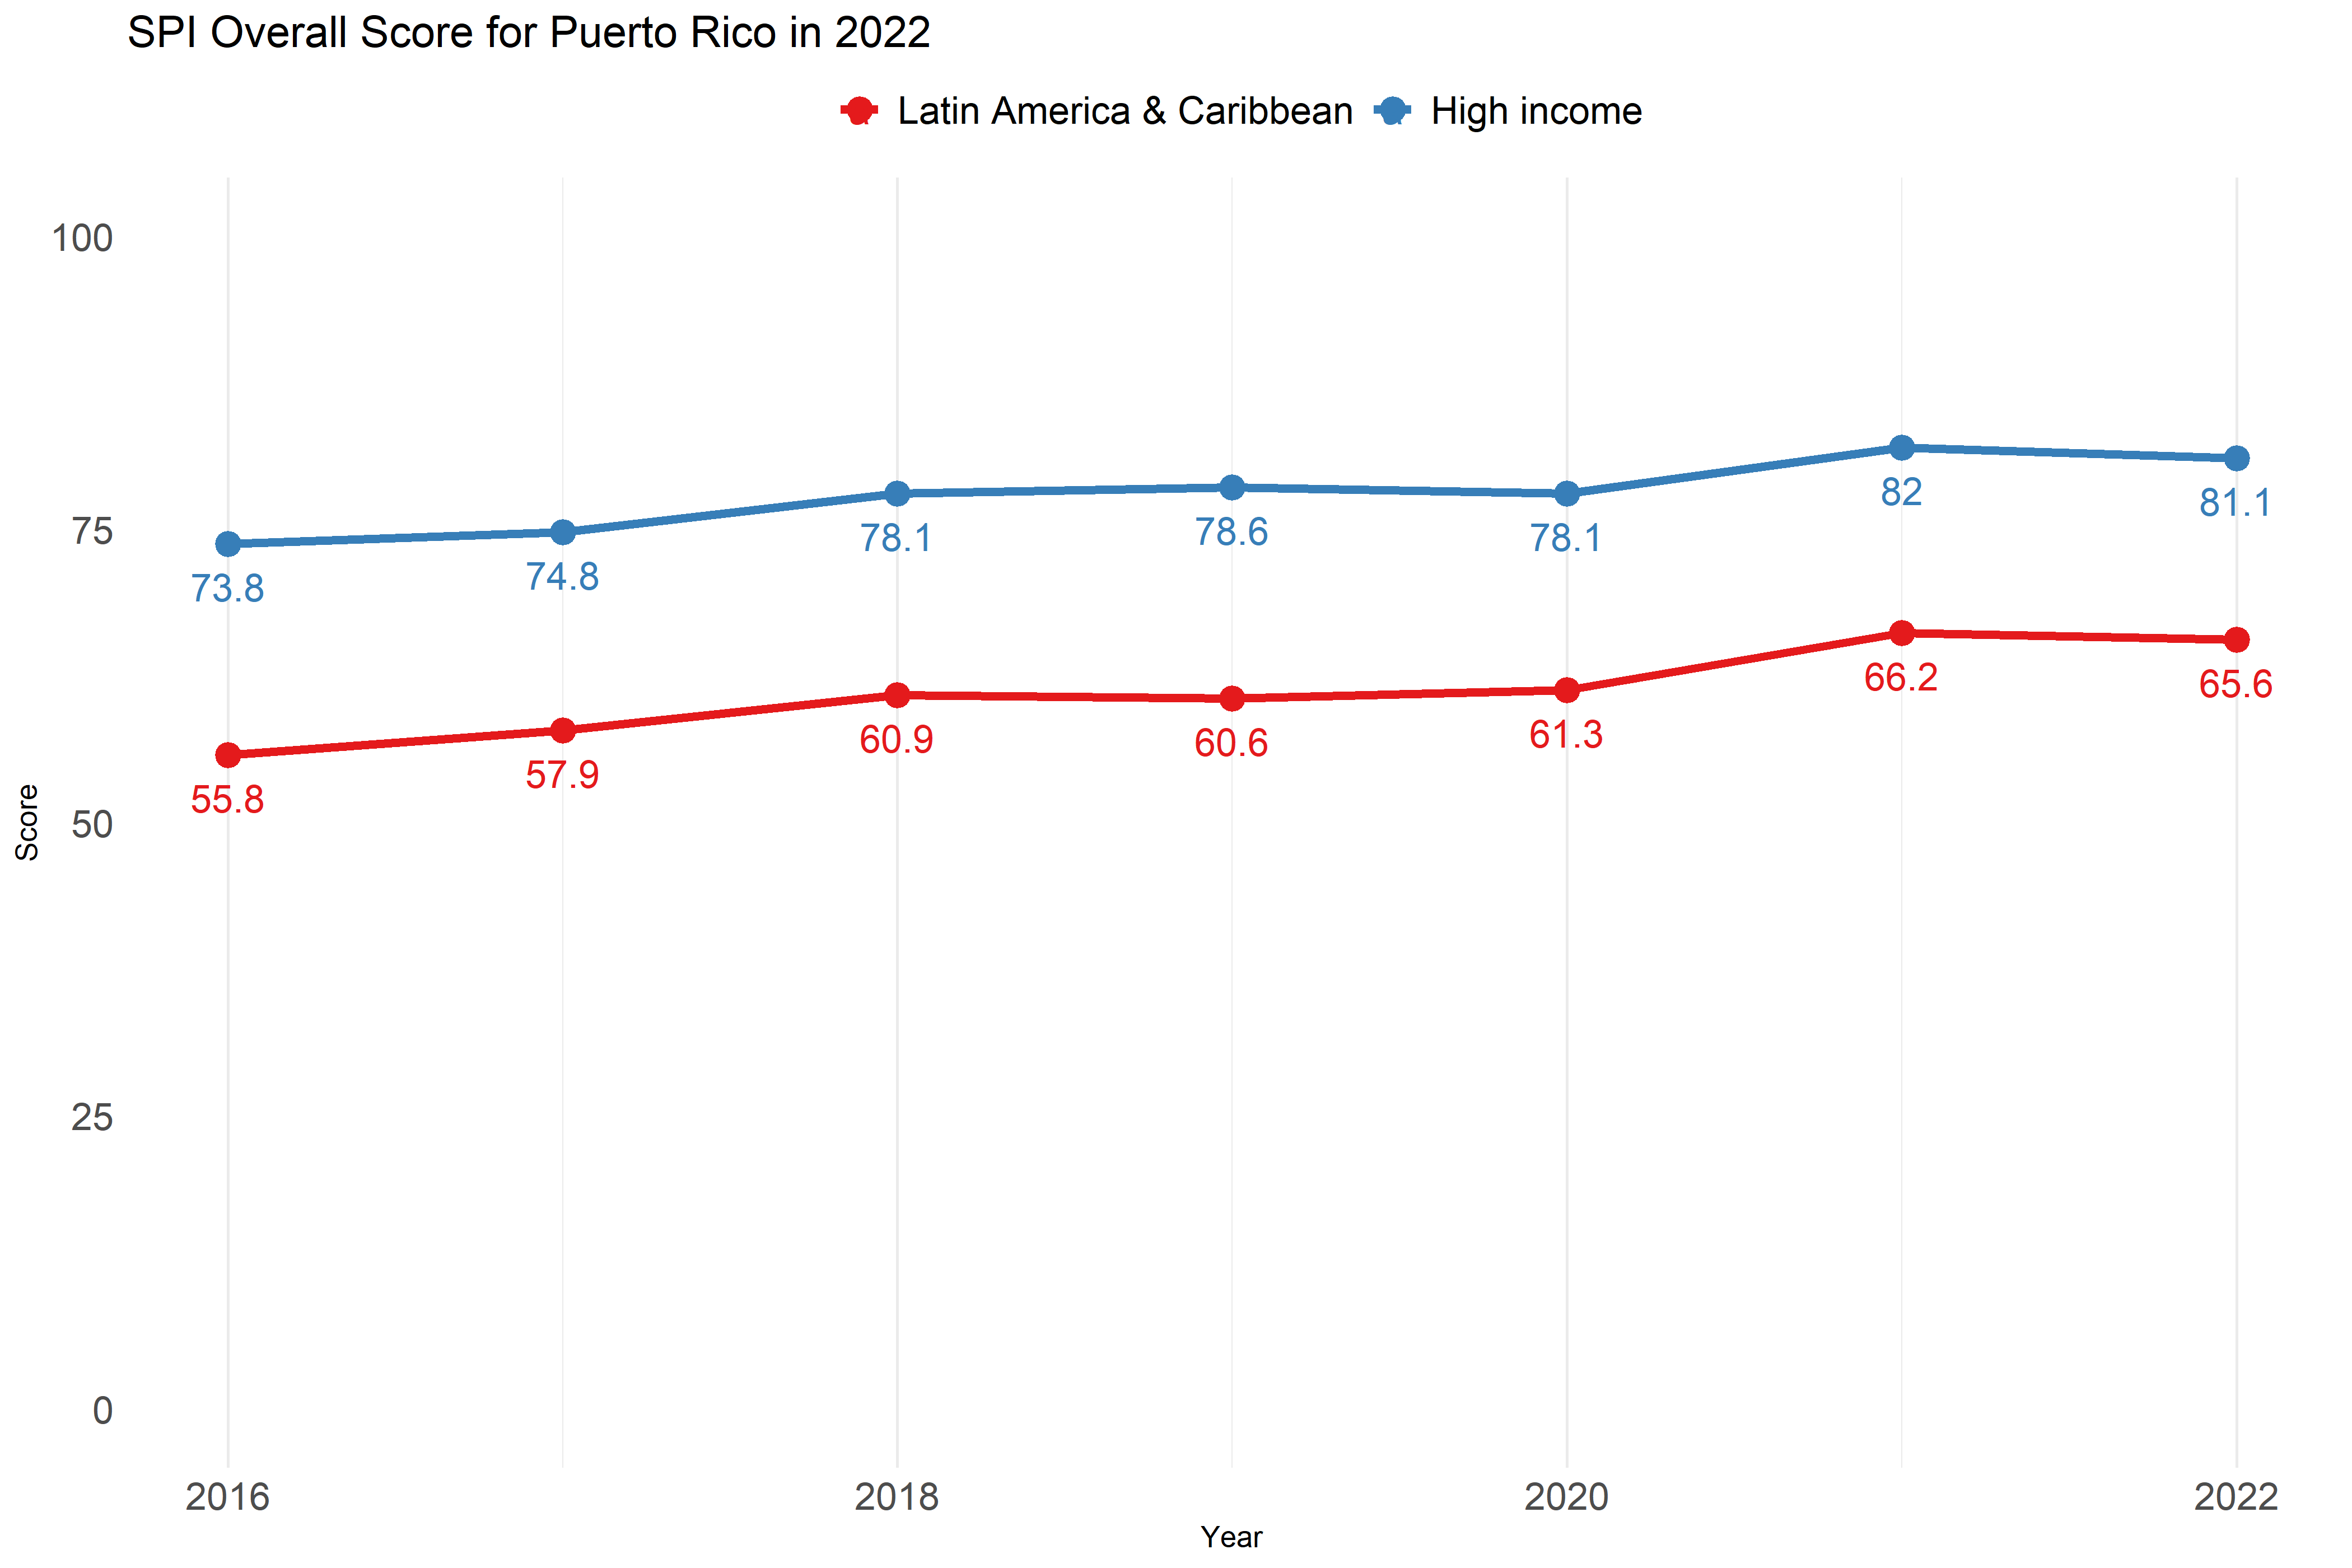 SPI Overall Score for Puerto Rico in 2022
Latin America & Caribbean High income
100
75
50
25
0
Score
73.8 74.8 78.1 78.6 78.1 82 81.1
55.8 57.9 60.9 60.6 61.3 66.2 65.6
2016 2018 2020 2022
Year